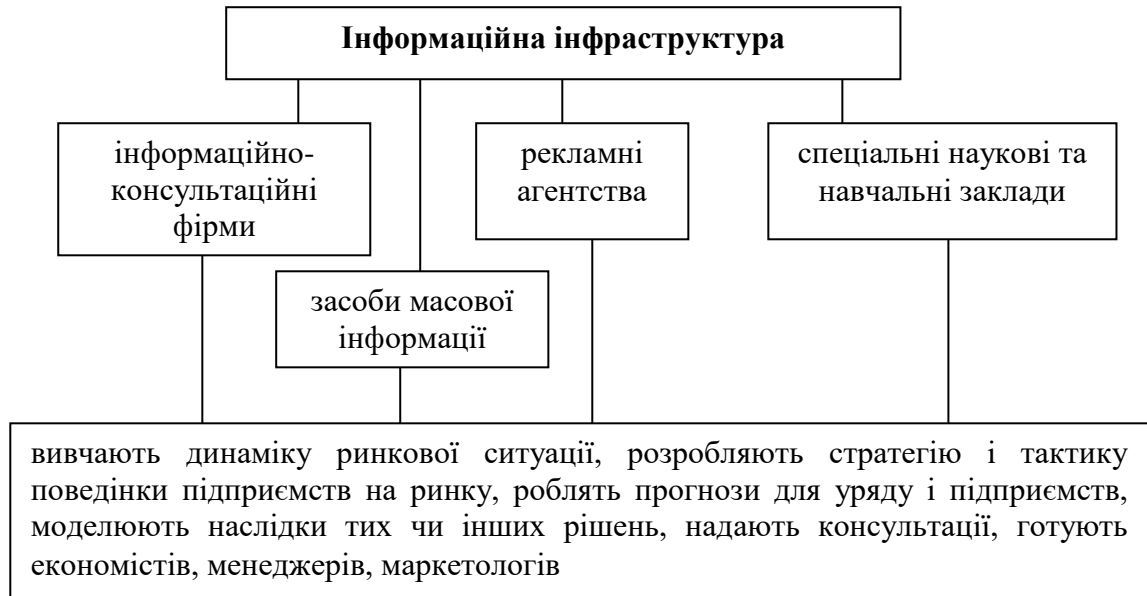 Інформаційна інфраструктура
інформаційно-
консультаційні
фірми
засоби масової
інформації
рекламні
агентства
спеціальні наукові та
навчальні заклади
вивчають динаміку ринкової ситуації, розробляють стратегію і тактику
поведінки підприємств на ринку, роблять прогнози для уряду і підприємств,
моделюють наслідки тих чи інших рішень, надають консультації, готують
економістів, менеджерів, маркетологів